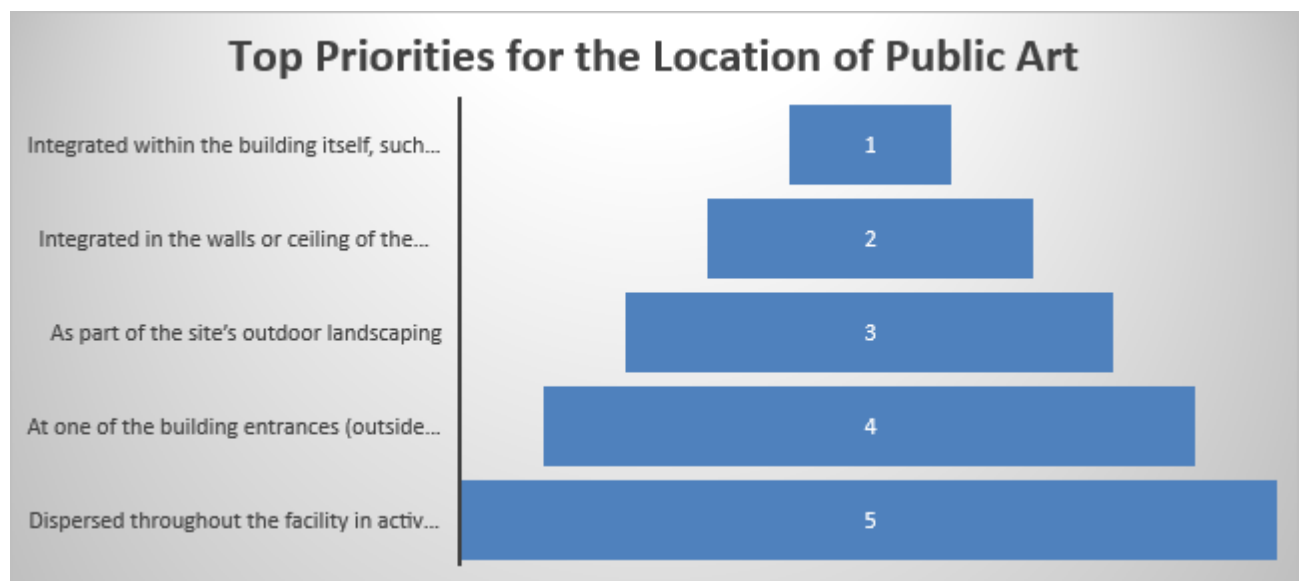 Top Priorities for the Location of Public Art
Integrated within the building itself, such...
1
Integrated in the walls or ceiling of the...
2
As part of the site’s outdoor landscaping
3
At one of the building entrances (outside...
4
Dispersed throughout the facility in activ...
5